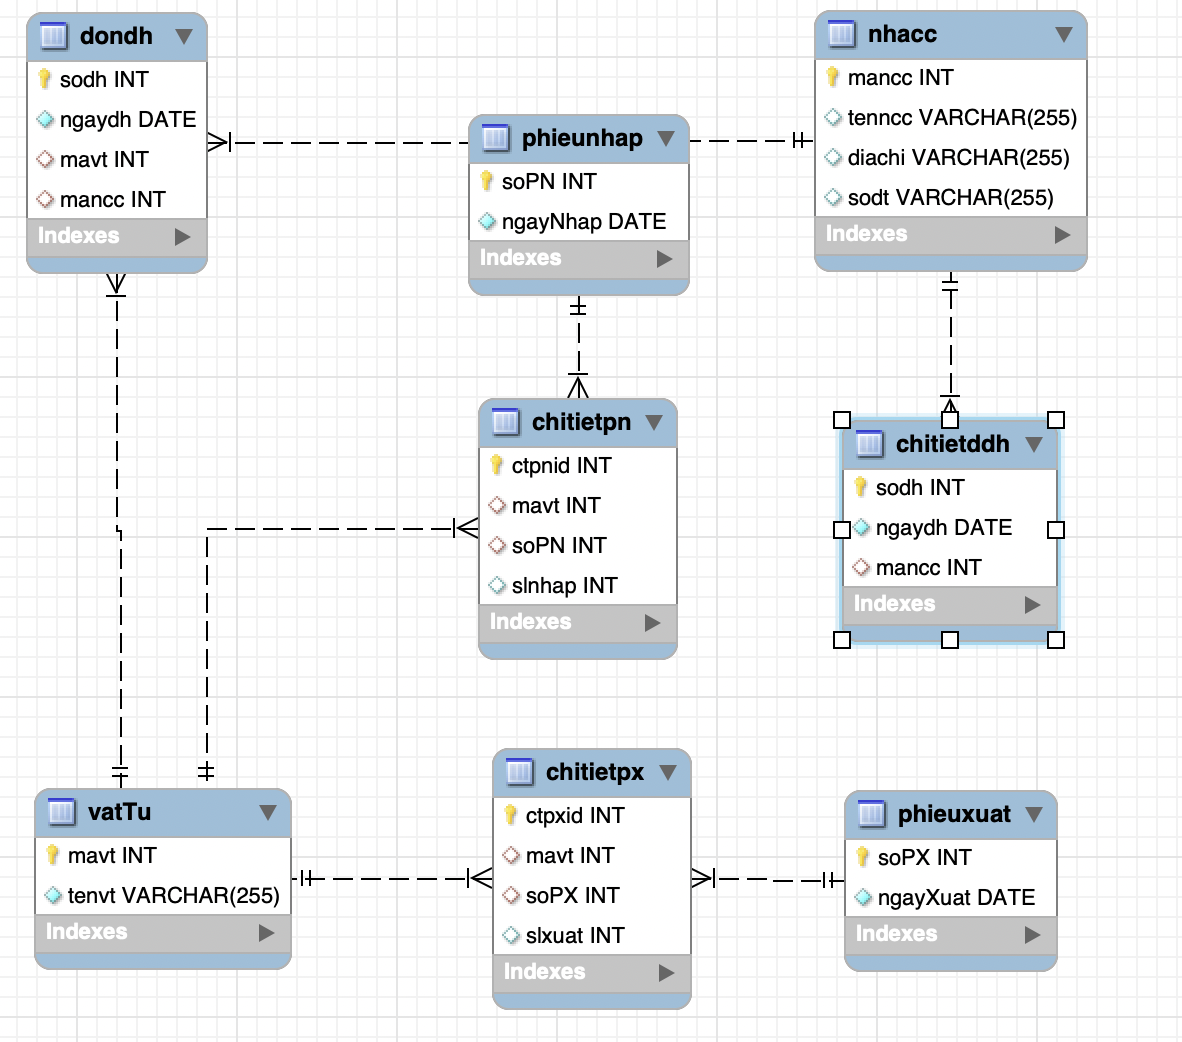 dondh
sodh INT
ngaydh DATE
mavt INT
mancc INT
Indexes
phieunhap
soPN INT
ngayNhap DATE
Indexes
nhacc
mancc INT
tenncc VARCHAR(255)
diachi VARCHAR(255)
sodt VARCHAR(255)
Indexes
chitietpn
ctpnid INT
mavt INT
soPN INT
slnhap INT
Indexes
chitietddh
sodh INT
ngaydh DATE
mancc INT
Indexes
vatTu
mavt INT
tenvt VARCHAR(255)
Indexes
chitietpx
ctpxid INT
mavt INT
soPX INT
slxuat INT
Indexes
phieuxuat
soPX INT
ngayXuat DATE
Indexes